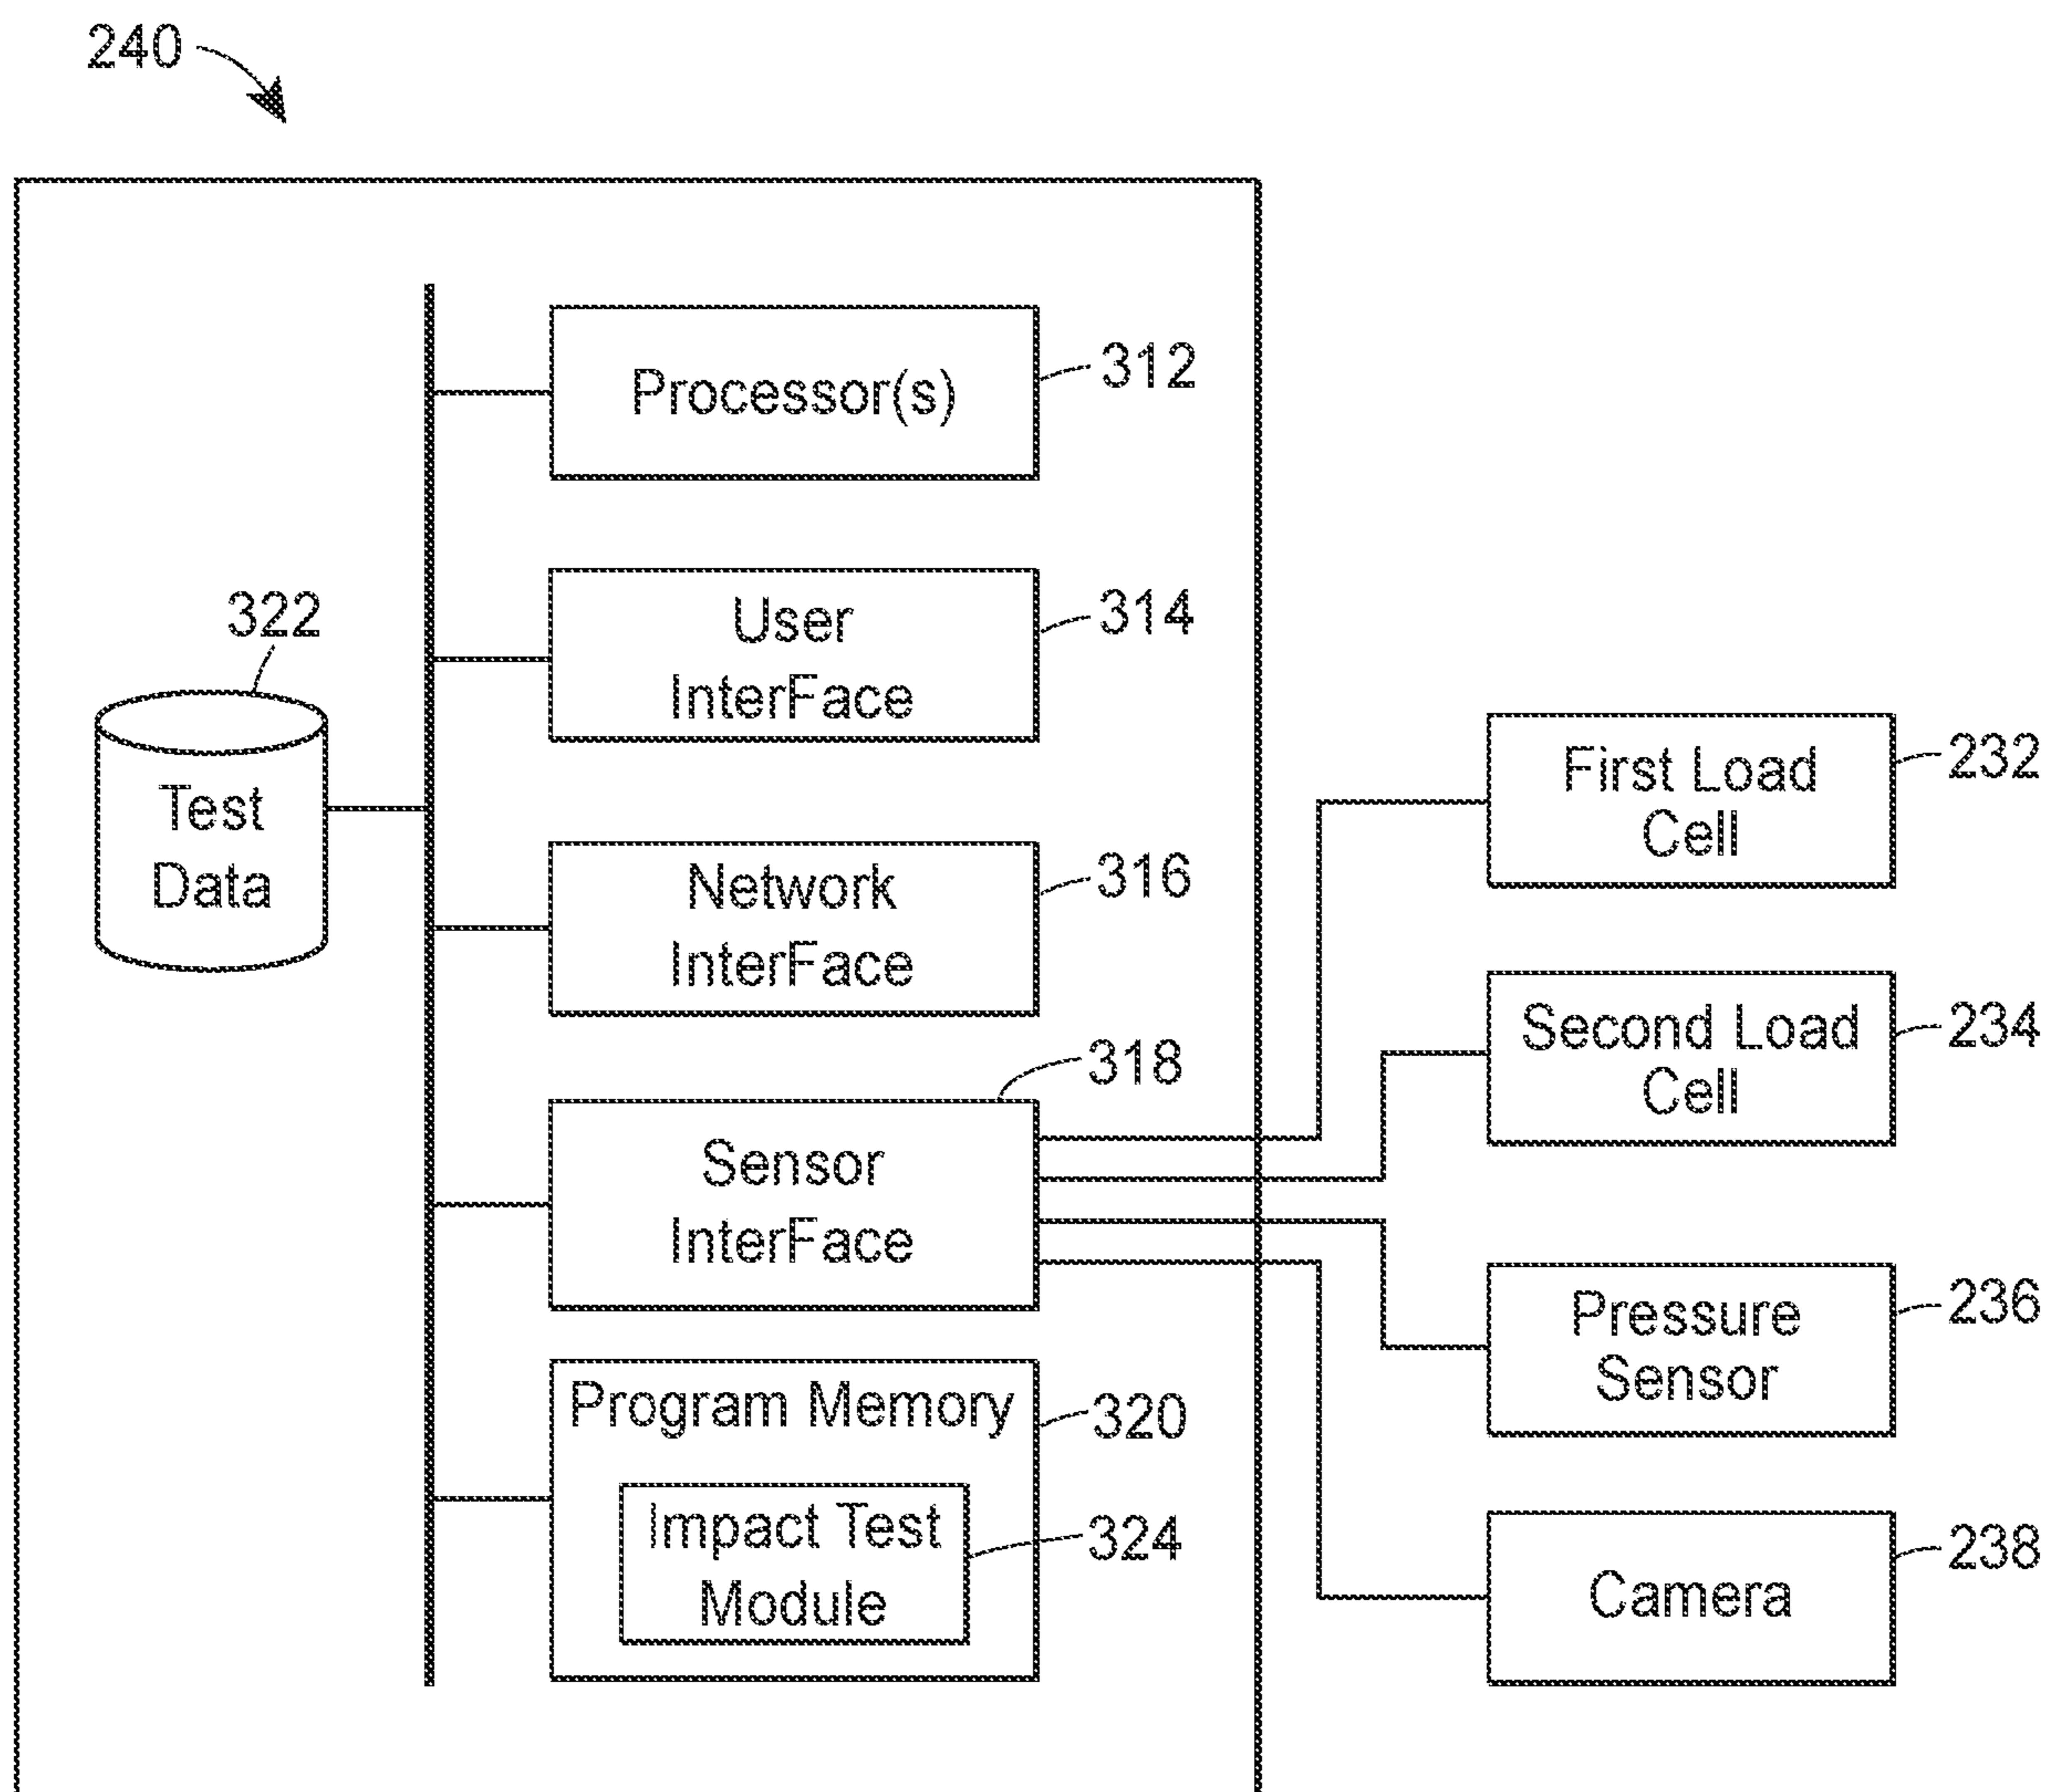 240
Processor(s)
312
User
InterFace
314
322
Test
Data
Network
InterFace
316
Sensor
InterFace
318
Program Memory
320
Impact Test
Module
324
First Load
Cell
232
Second Load
Cell
234
Pressure
Sensor
236
Camera
238